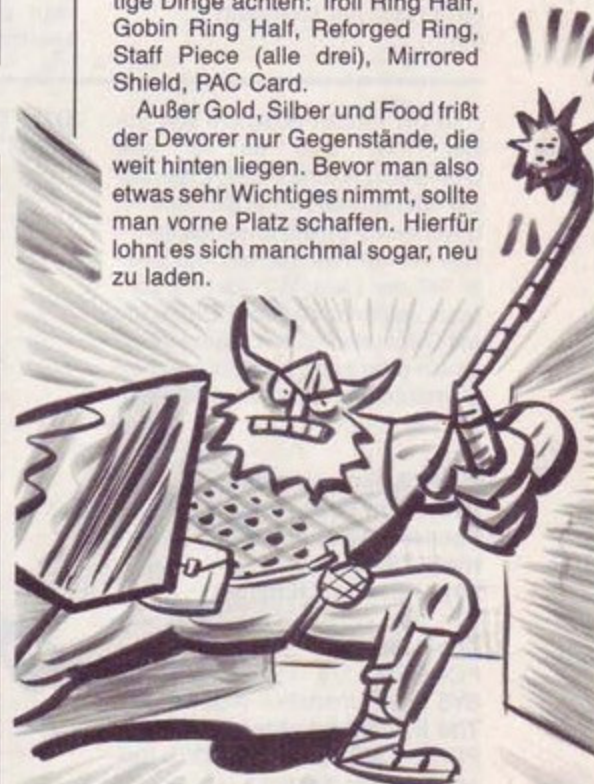 tige Dinge achten: Troll Ring Half,
Gobin Ring Half, Reforged Ring,
Staff Piece (alle drei), Mirrored
Shield, PAC Card.
Außer Gold, Silber und Food frißt
der Devorer nur Gegenstände, die
weit hinten liegen. Bevor man also
etwas sehr Wichtiges nimmt, sollte
man vorne Platz schaffen. Hierfür
lohnt es sich manchmal sogar, neu
zu laden.